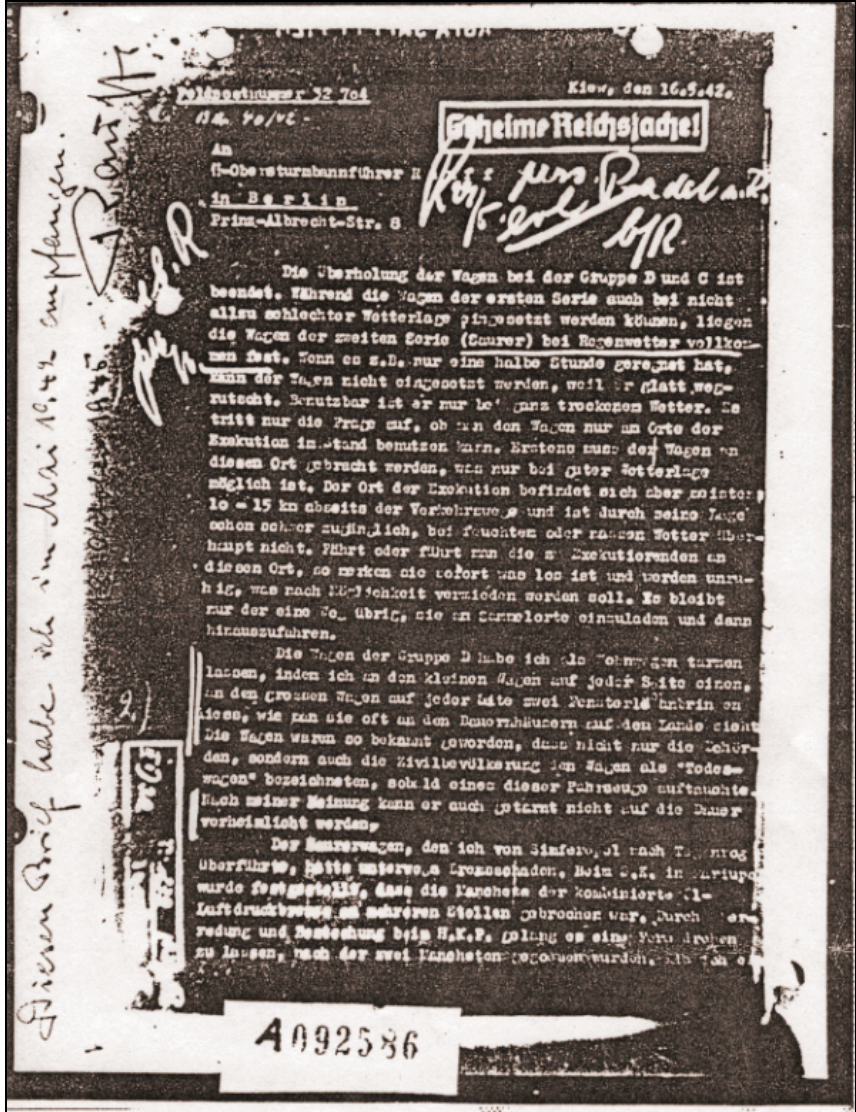 Feldpostnummer 32 704
Kiew, den 16.5.42.
Geheime Reichssache!
An
SS-Obersturmbannführer R
pers.
in Berlin
Prinz-Albrecht-Str. 8
b/R.
Die Überholung der Wagen bei der Gruppe D und C ist
beendet. Während die Wagen der ersten Serie auch bei nicht
allzu schlechter Wetterlage eingesetzt werden können, liegen
die Wagen der zweiten Serie (Saurer) bei Regenwetter vollkom
men fest. Wenn es z.B. nur eine halbe Stunde geregnet hat,
kann der Wagen nicht eingesetzt werden, weil er glatt weg-
rutscht. Benutzbar ist er nur bei ganz trockenem Wetter. Es
tritt nur die Frage auf, ob man den Wagen nur am Orte der
Exekution im Stand benutzen kann. Erstens muss der Wagen an
diesen Ort gebracht werden, was nur bei guter Wetterlage
möglich ist. Der Ort der Exekution befindet sich aber meistens
10 - 15 km abseits der Verkehrswege und ist durch seine Lage
schon schwer zugänglich, bei feuchtem oder nassem Wetter über-
haupt nicht. Fährt oder führt man die zu Exekutierenden an
diesen Ort, so merken sie sofort was los ist und werden unru-
hig, was nach Möglichkeit vermieden werden soll. Es bleibt
nur der eine Weg übrig, sie am Sammelorte einzuladen und dann
hinauszufahren.
Die Wagen der Gruppe D habe ich als Wohnwagen tarnen
lassen, indem ich an den kleinen Wagen auf jeder Seite einen,
an den grossen Wagen auf jeder Seite zwei Fensterläden anbringen
liess, wie man sie oft an den Bauernhäusern auf dem Lande sieht
Die Wagen waren so bekannt geworden, dass nicht nur die Behör-
den, sondern auch die Zivilbevölkerung den Wagen als "Todes-
wagen" bezeichneten, sobald eines dieser Fahrzeuge auftauchte.
Nach meiner Meinung kann er auch getarnt nicht auf die Dauer
verheimlicht werden.
Der Saurerwagen, den ich von Simferopol nach Taganrog
überführte, hatte unterwegs Bremsschaden. Beim S.K. in Mariupol
wurde festgestellt, dass die Manchete der kombinierte Öl-
Luftdruckbremse an mehreren Stellen gebrochen war. Durch Über-
redung und Bestechung beim H.K.P. gelang es eine Form drehen
zu lassen, nach der zwei Mancheten gegossen wurden. Als ich
Diesen Brief habe ich im Mai 1942 empfangen.
Rauff
1945
2.)
A092586